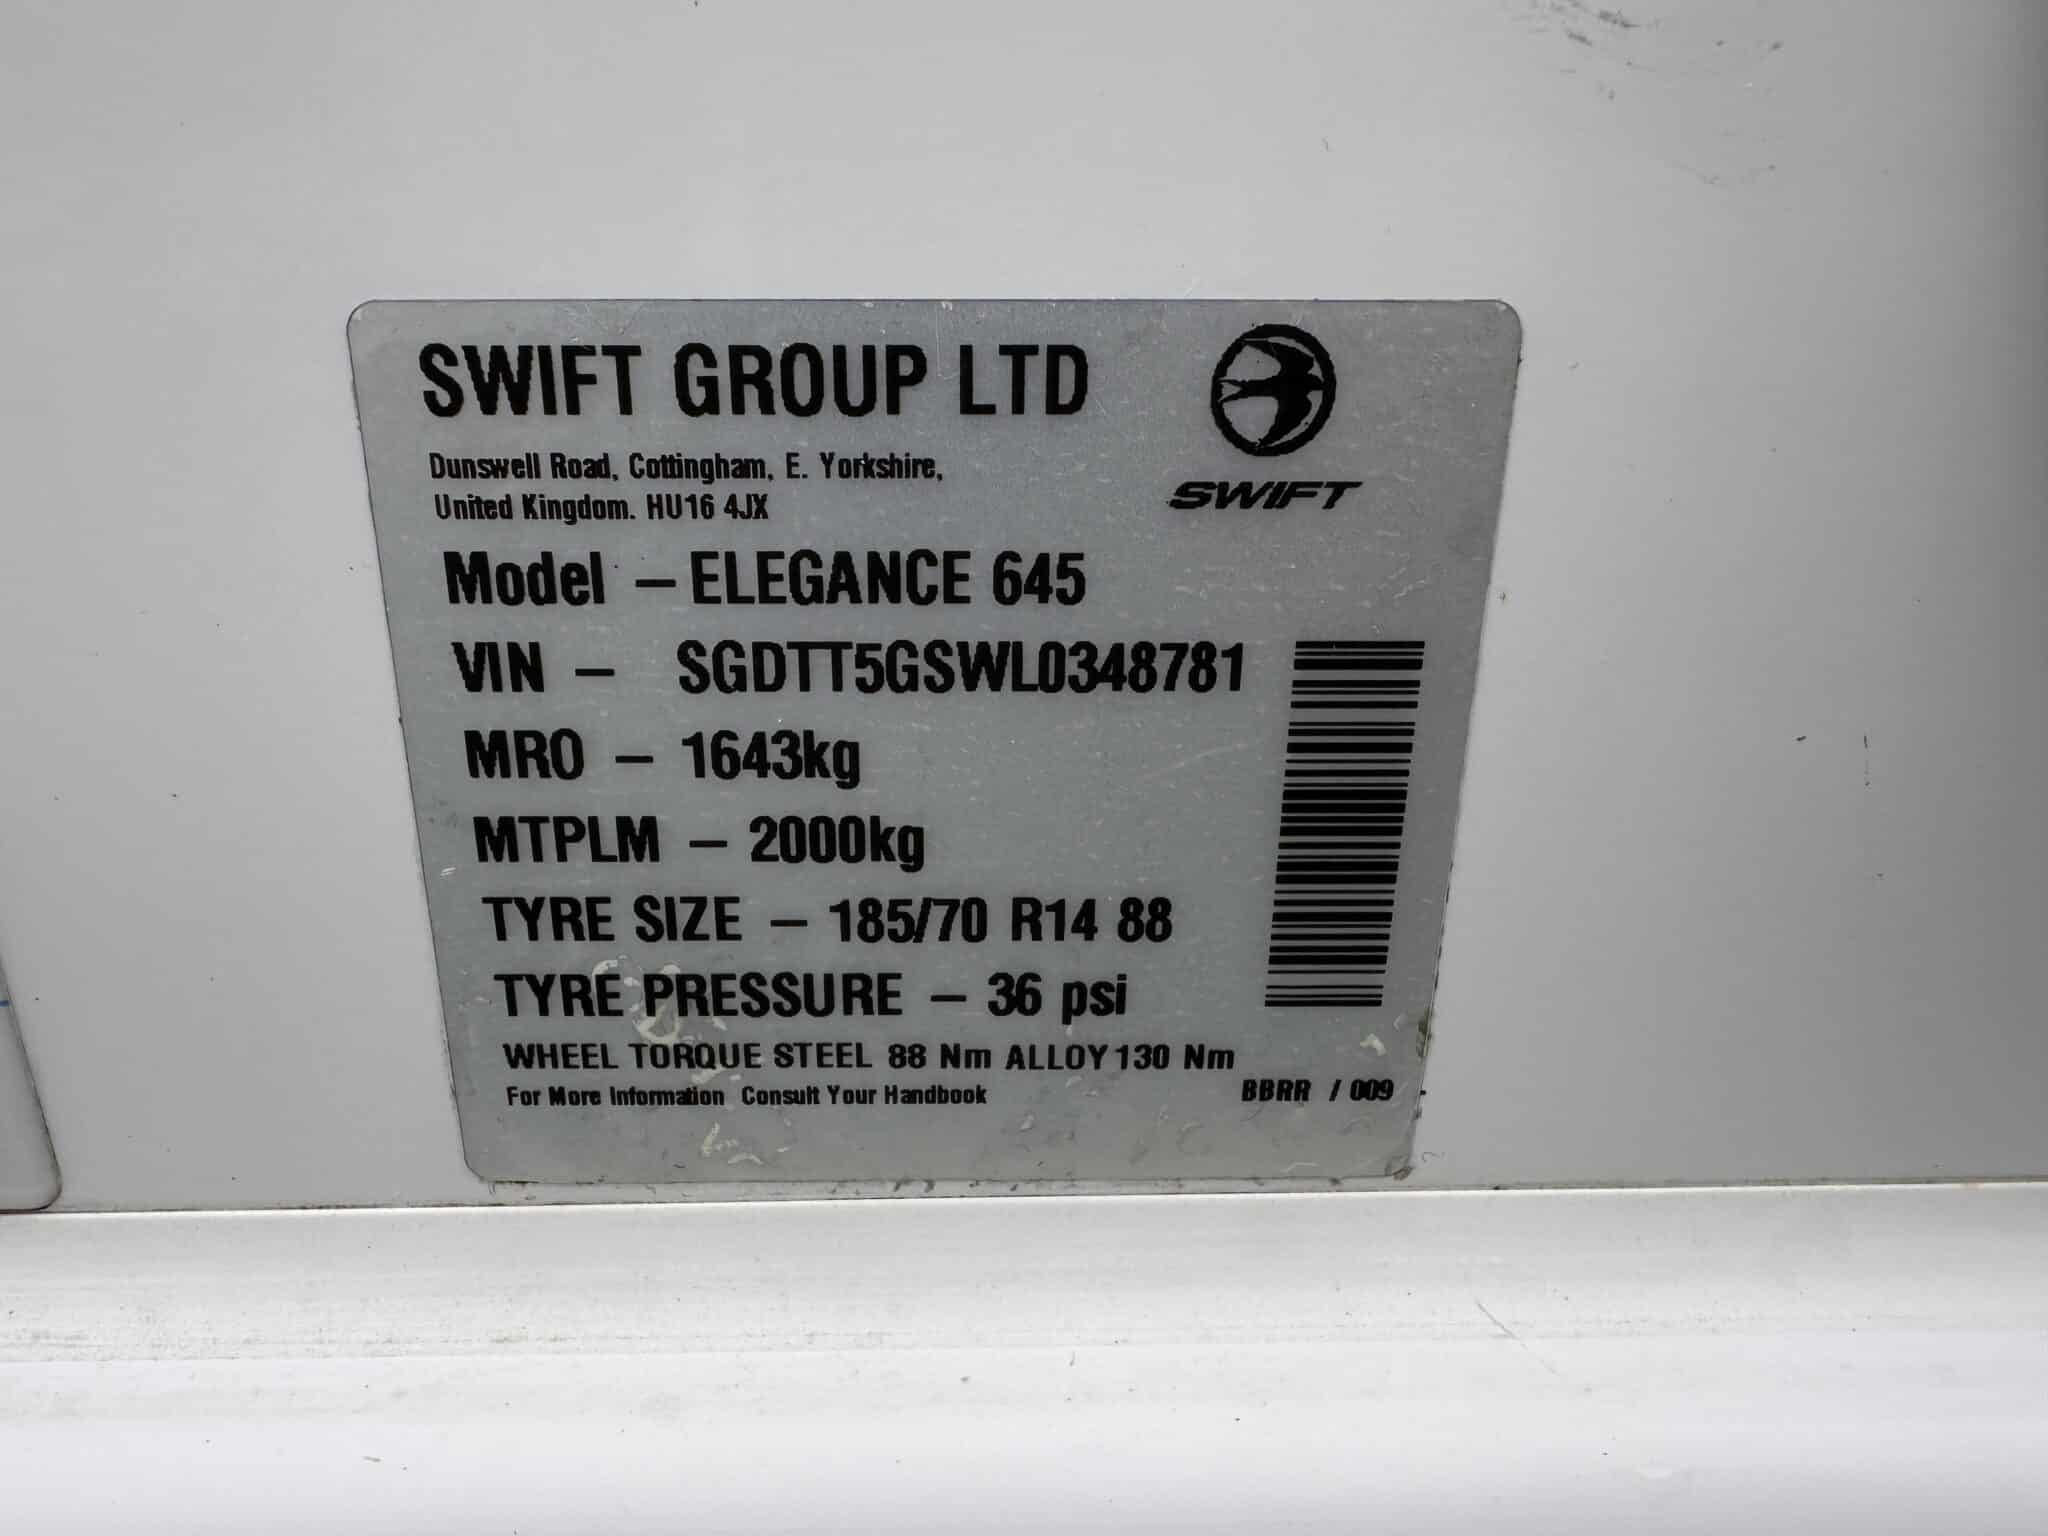 SWIFT GROUP LTD
SWIFT
Dunswell Road, Cottingham, E. Yorkshire,
United Kingdom. HU16 4JX
Model - ELEGANCE 645
VIN - SGDTT5GSWL0348781
MRO - 1643kg
MTPLM - 2000kg
TYRE SIZE - 185/70 R14 88
TYRE PRESSURE - 36 psi
WHEEL TORQUE STEEL 88 Nm ALLOY 130 Nm
For More Information Consult Your Handbook BBRR / 009